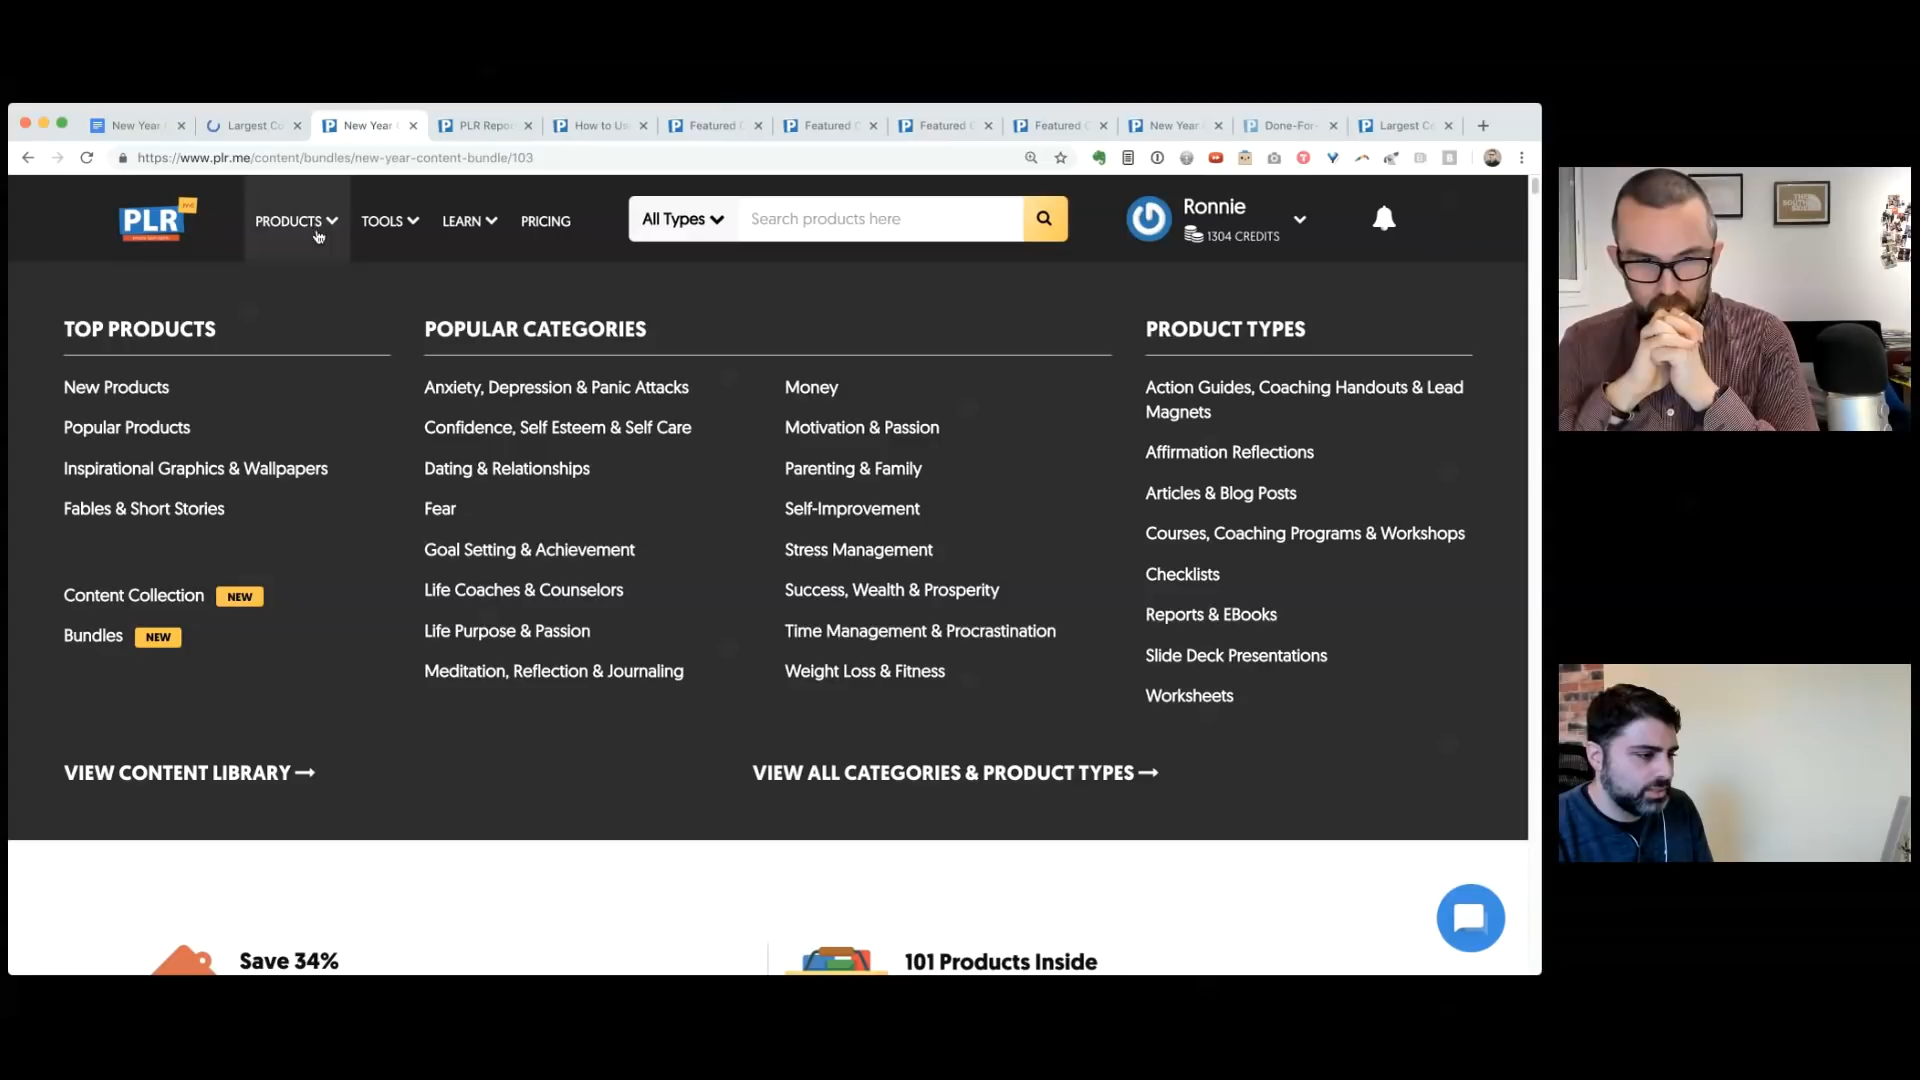 New Year
Largest Co
New Year
PLR Repo
How to Us
Featured C
Featured C
Featured C
Featured C
New Year
Done-For-
Largest Co
https://www.plr.me/content/bundles/new-year-content-bundle/103
PLR me
PRODUCTS
TOOLS
LEARN
PRICING
All Types
Search products here
Ronnie
1304 CREDITS
TOP PRODUCTS
New Products
Popular Products
Inspirational Graphics & Wallpapers
Fables & Short Stories
Content Collection NEW
Bundles NEW
POPULAR CATEGORIES
Anxiety, Depression & Panic Attacks
Confidence, Self Esteem & Self Care
Dating & Relationships
Fear
Goal Setting & Achievement
Life Coaches & Counselors
Life Purpose & Passion
Meditation, Reflection & Journaling
Money
Motivation & Passion
Parenting & Family
Self-Improvement
Stress Management
Success, Wealth & Prosperity
Time Management & Procrastination
Weight Loss & Fitness
PRODUCT TYPES
Action Guides, Coaching Handouts & Lead
Magnets
Affirmation Reflections
Articles & Blog Posts
Courses, Coaching Programs & Workshops
Checklists
Reports & EBooks
Slide Deck Presentations
Worksheets
VIEW CONTENT LIBRARY →
VIEW ALL CATEGORIES & PRODUCT TYPES →
Save 34%
101 Products Inside